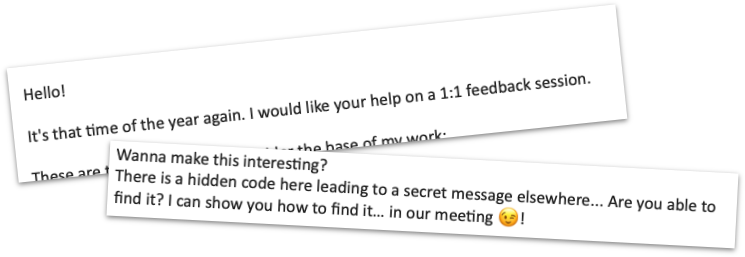 Hello!
It's that time of the year again. I would like your help on a 1:1 feedback session.
These are the base of my work:
Wanna make this interesting?
There is a hidden code here leading to a secret message elsewhere... Are you able to
find it? I can show you how to find it... in our meeting 😉!